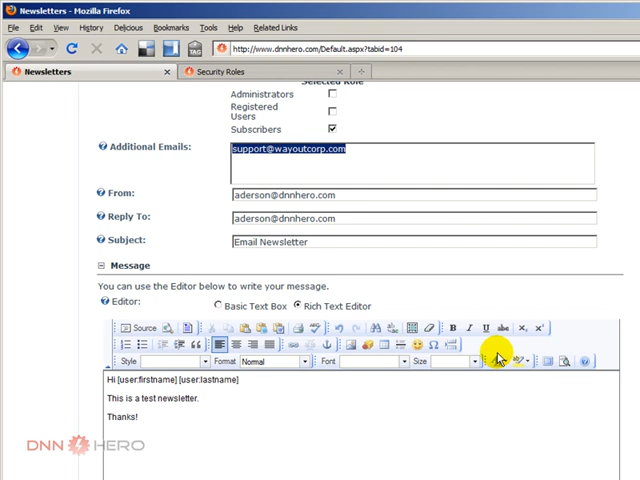 Newsletters - Mozilla Firefox
File Edit View History Bookmarks Tools Help Related Links
TAG http://www.dnnhero.com/Default.aspx?tabid=104
Newsletters Security Roles
Selected Role
Administrators
Registered
Users
Subscribers
Additional Emails: support@wayoutcorp.com
From: aderson@dnnhero.com
Reply To: aderson@dnnhero.com
Subject: Email Newsletter
Message
You can use the Editor below to write your message.
Editor: Basic Text Box Rich Text Editor
Source B I U abc x₂ x²
Style Format Normal Font Size
Hi [user:firstname] [user:lastname]
This is a test newsletter.
Thanks!
DNN HERO